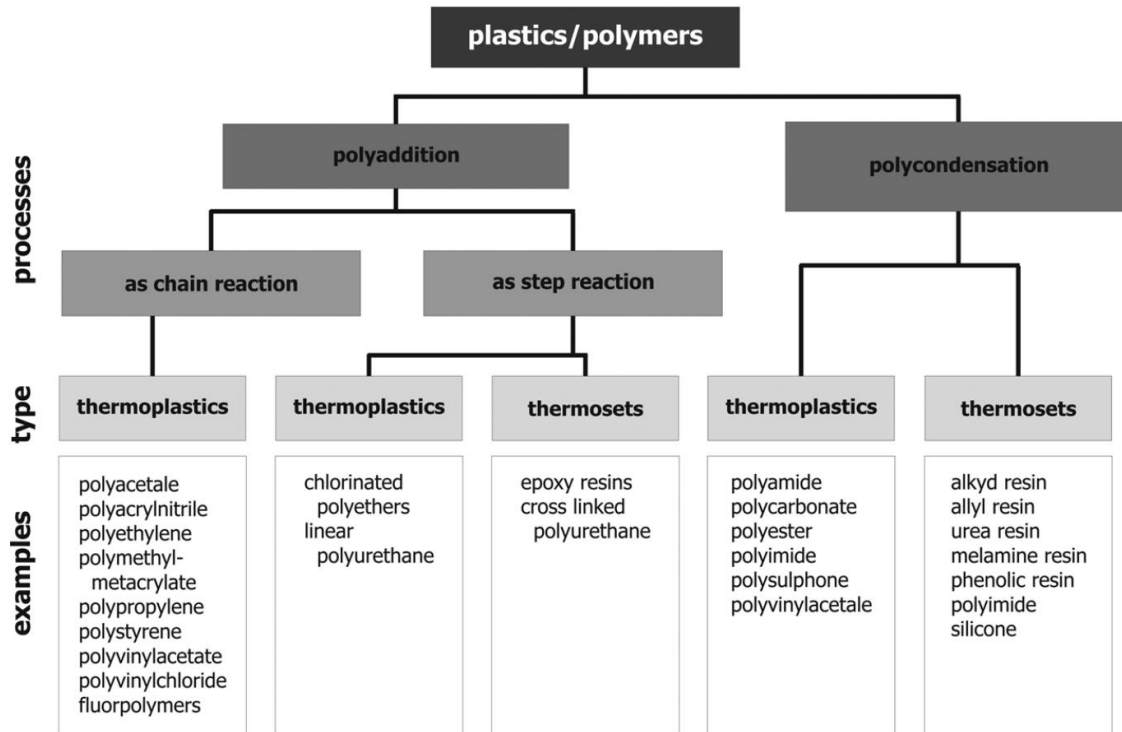 plastics/polymers
processes
polyaddition
polycondensation
as chain reaction
as step reaction
type
thermoplastics
thermoplastics
thermosets
thermoplastics
thermosets
examples
polyacetale
polyacrylnitrile
polyethylene
polymethyl-
metacrylate
polypropylene
polystyrene
polyvinylacetate
polyvinylchloride
fluorpolymers
chlorinated
polyethers
linear
polyurethane
epoxy resins
cross linked
polyurethane
polyamide
polycarbonate
polyester
polyimide
polysulphone
polyvinylacetale
alkyd resin
allyl resin
urea resin
melamine resin
phenolic resin
polyimide
silicone